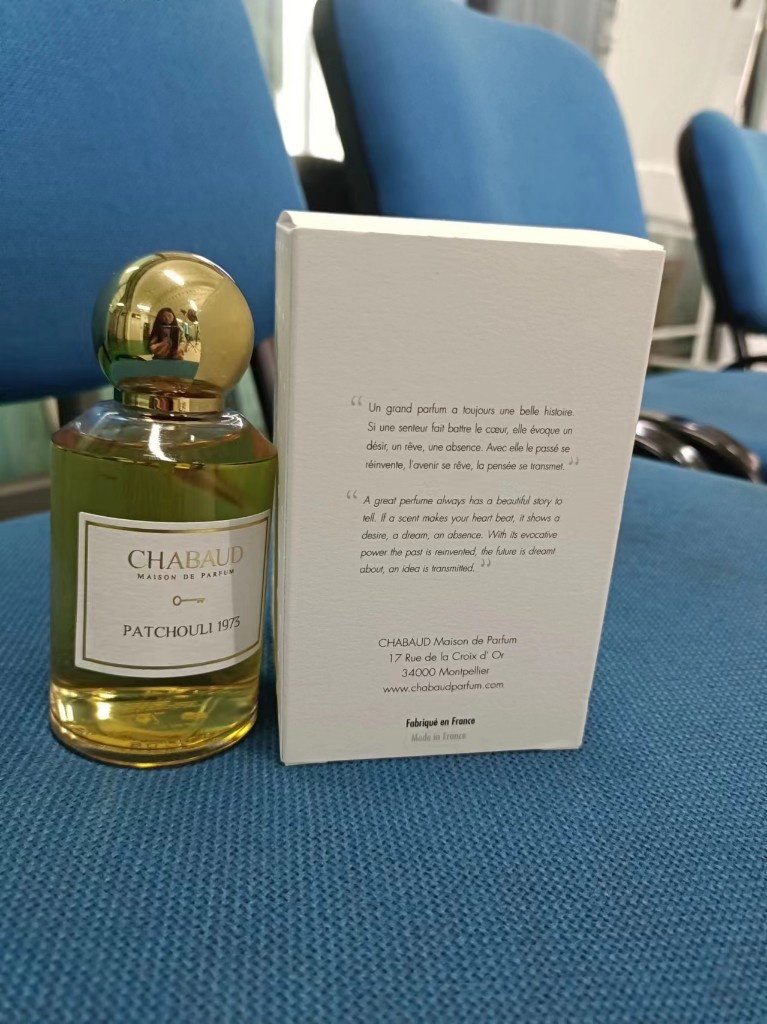 CHABAUD
MAISON DE PARFUM
PATCHOULI 1973
“ Un grand parfum a toujours une belle histoire.
Si une senteur fait battre le cœur, elle évoque un
désir, un rêve, une absence. Avec elle le passé se
réinvente, l'avenir se rêve, la pensée se transmet. ”
“ A great perfume always has a beautiful story to
tell. If a scent makes your heart beat, it shows a
desire, a dream, an absence. With its evocative
power the past is reinvented, the future is dreamt
about, an idea is transmitted. ”
CHABAUD Maison de Parfum
17 Rue de la Croix d' Or
34000 Montpellier
www.chabaudparfum.com
Fabriqué en France
Made in France